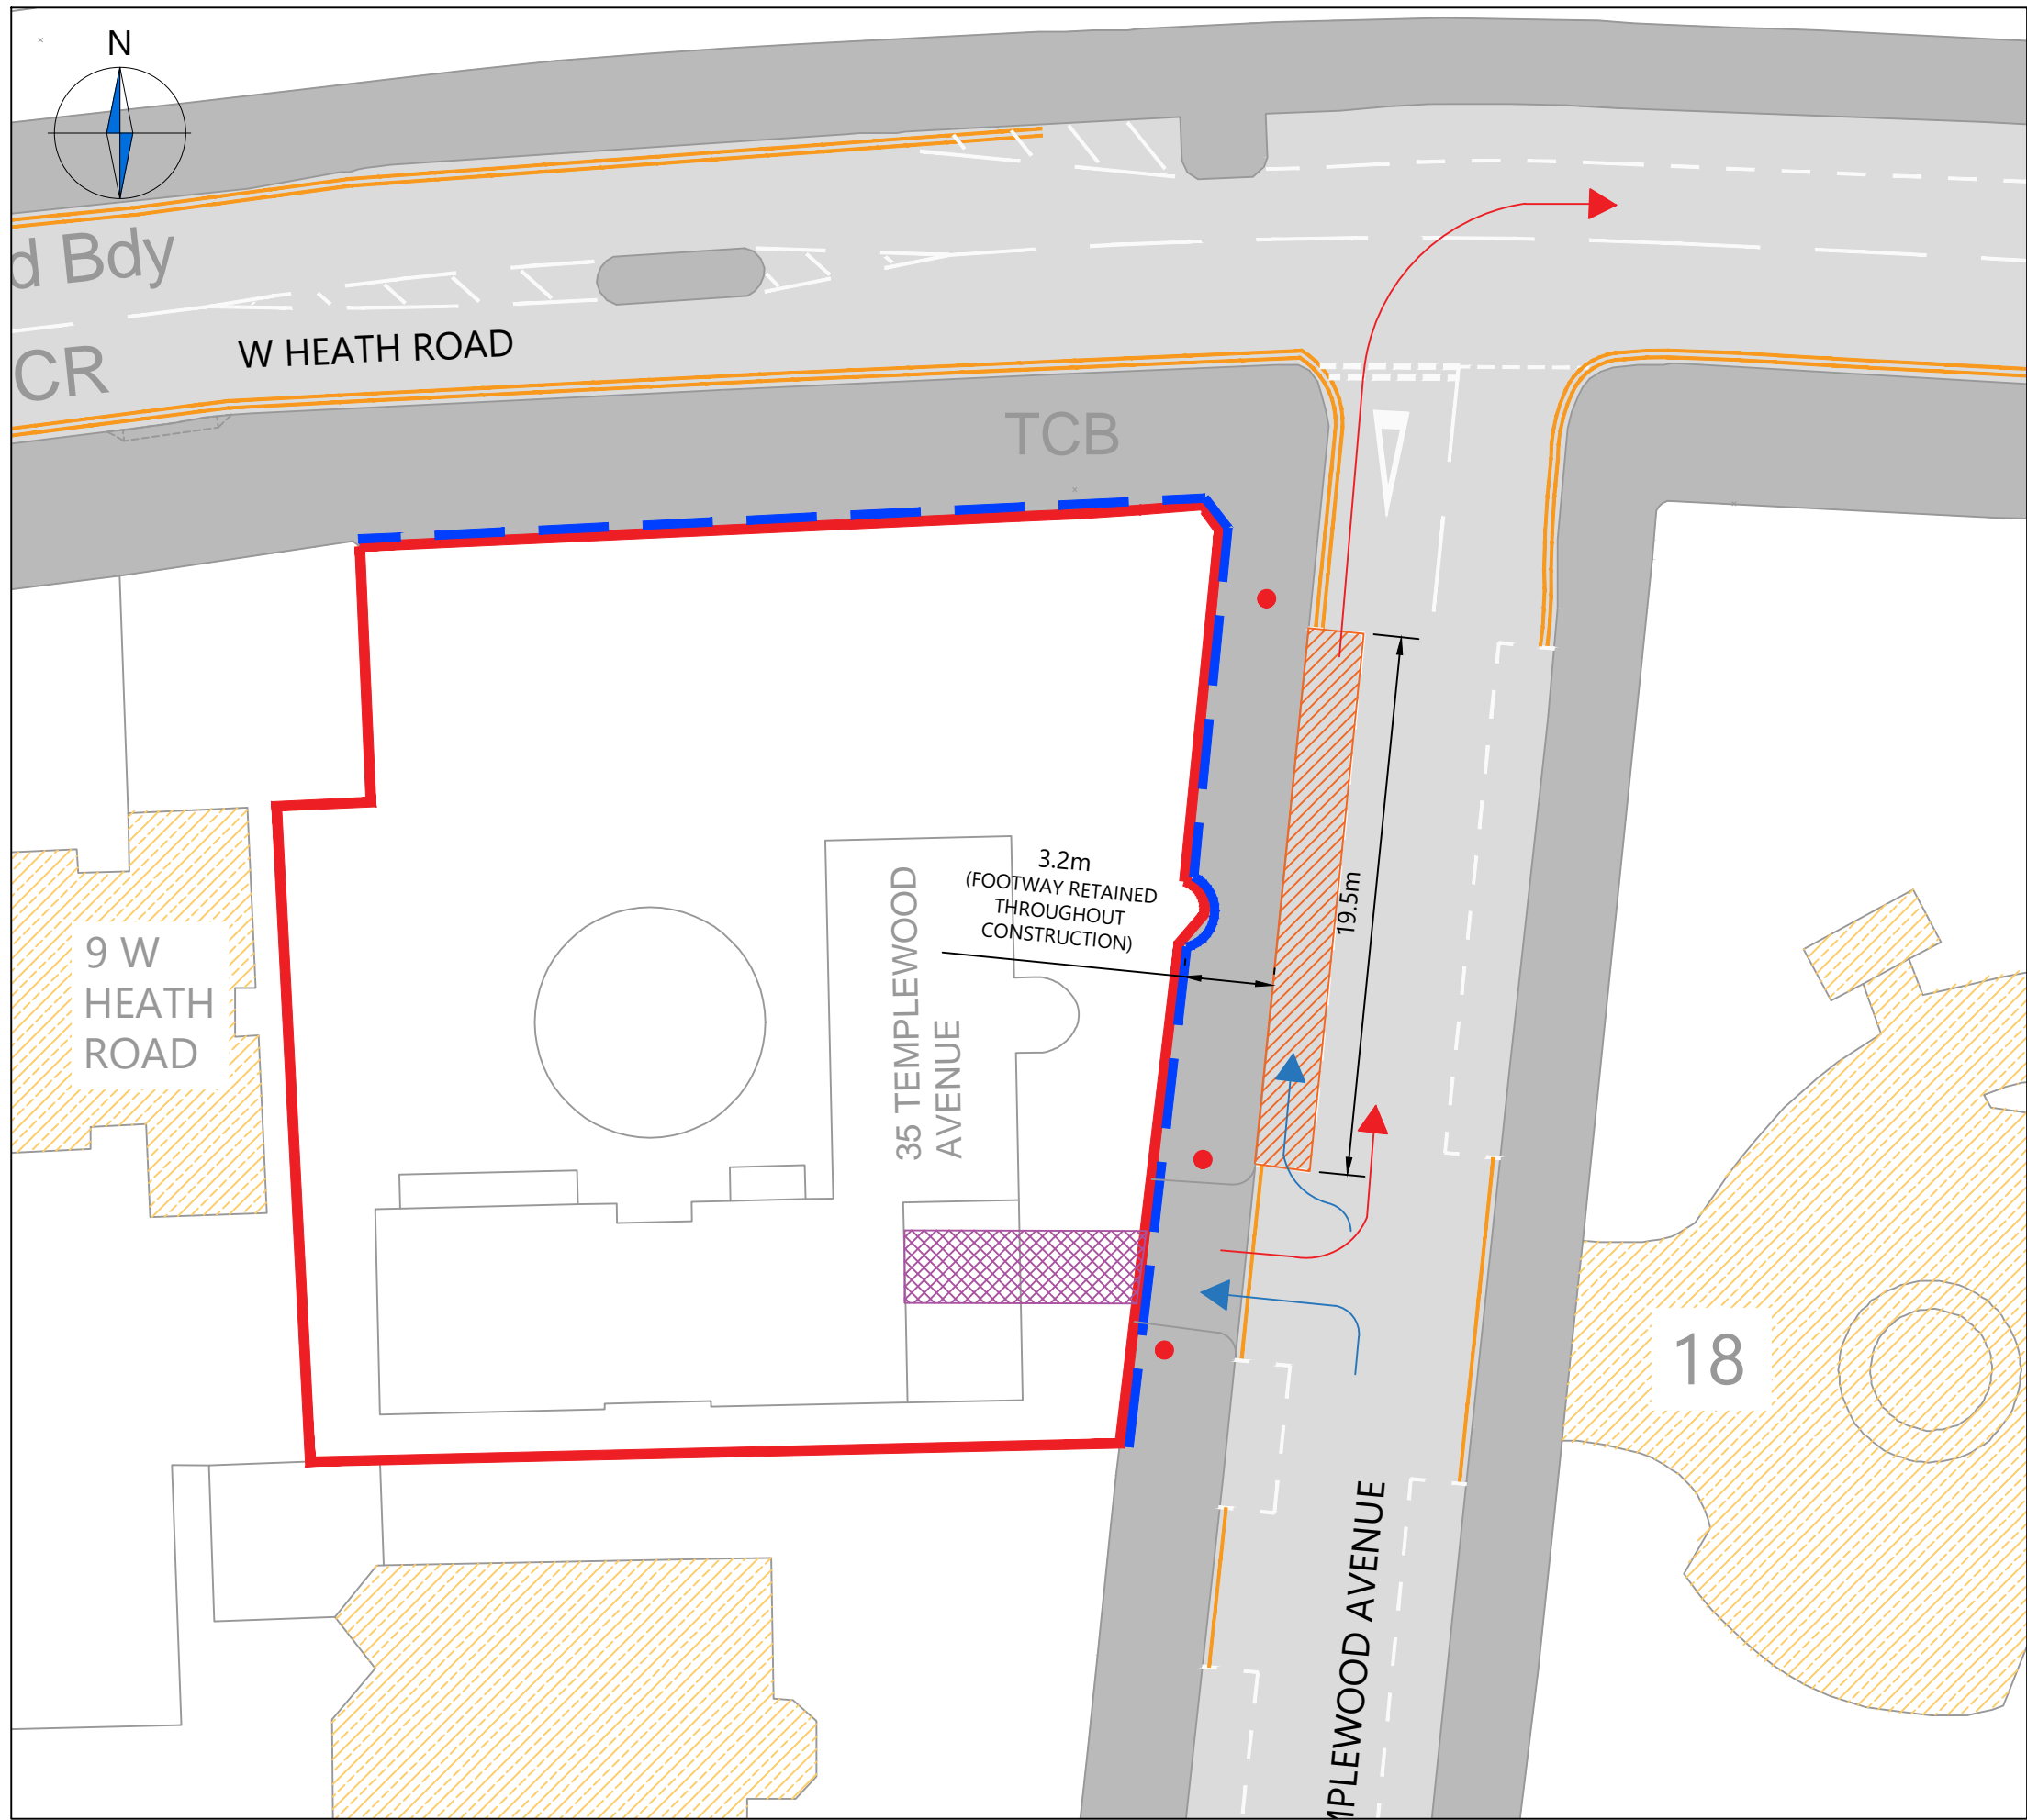 N
d Bdy
W HEATH ROAD
CR
TCB
3.2m
(FOOTWAY RETAINED
THROUGHOUT
CONSTRUCTION)
19.5m
35 TEMPLEWOOD
AVENUE
9 W
HEATH
ROAD
18
MPLEWOOD AVENUE